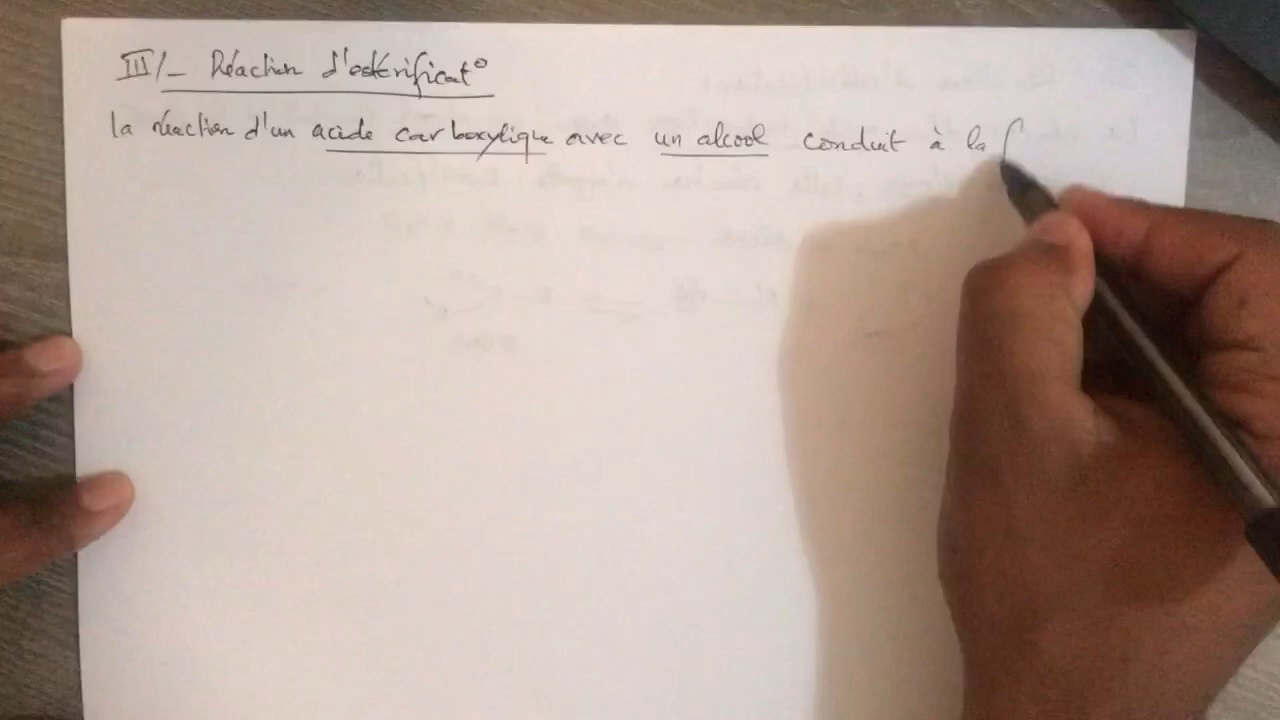 III/- Réaction d'estérificat°
la réaction d'un acide carboxylique avec un alcool conduit à la f